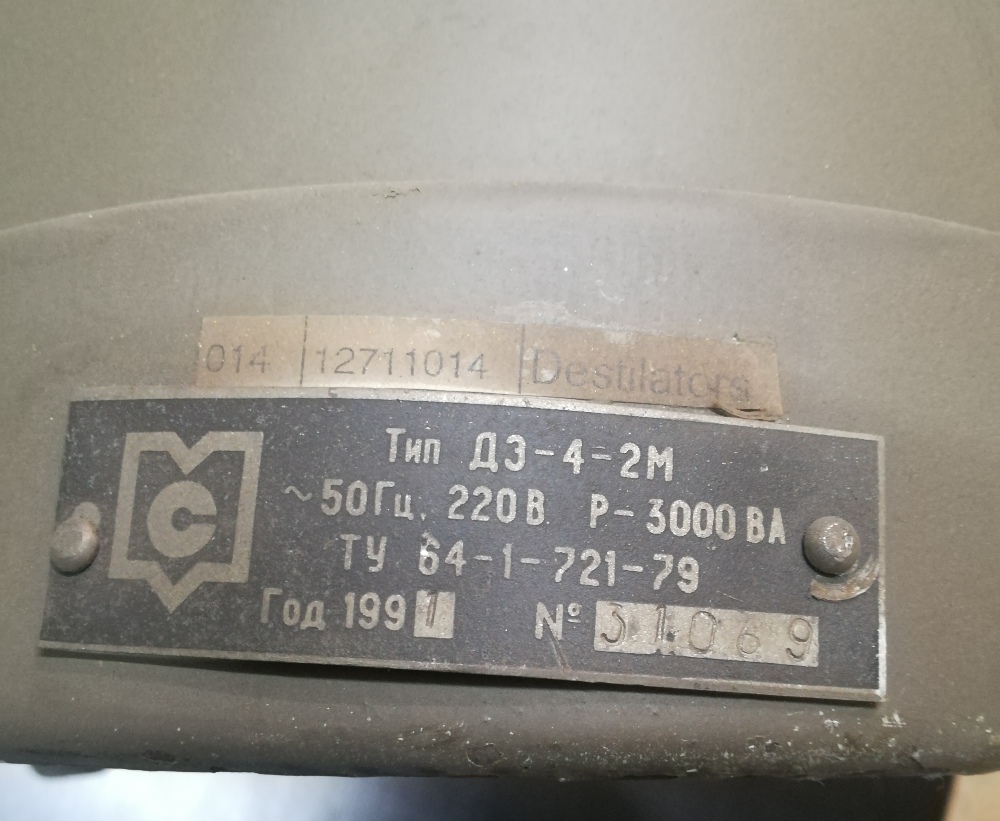 014 12711014 Destilators
Тип ДЭ-4-2М
~50Гц. 220В Р-3000ВА
ТУ 64-1-721-79
Год 1991 № 31069
С